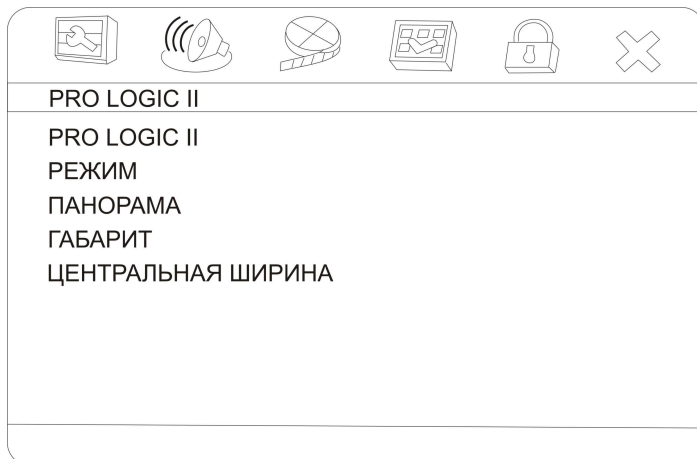 PRO LOGIC II
PRO LOGIC II
РЕЖИМ
ПАНОРАМА
ГАБАРИТ
ЦЕНТРАЛЬНАЯ ШИРИНА